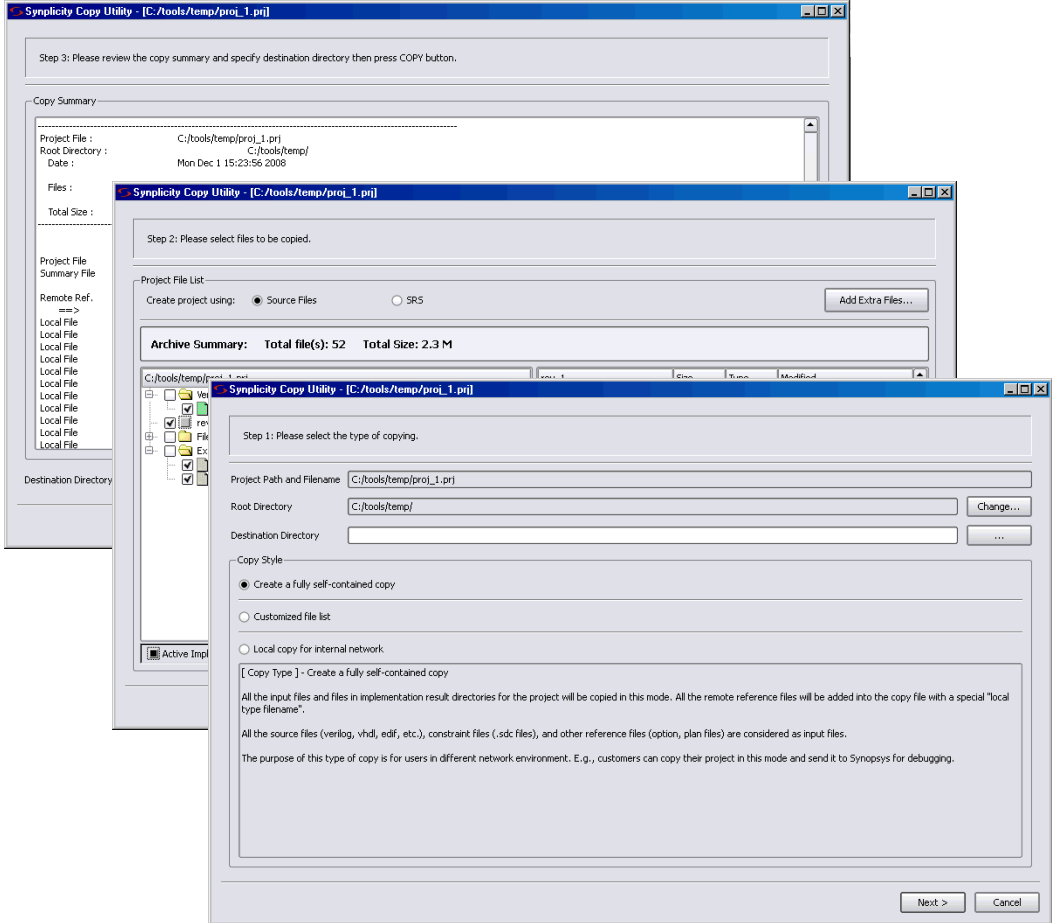 Synplicity Copy Utility - [C:/tools/temp/proj_1.prj]
Step 3: Please review the copy summary and specify destination directory then press COPY button.
Copy Summary
Project File : C:/tools/temp/proj_1.prj
Root Directory : C:/tools/temp/
Date : Mon Dec 1 15:23:56 2008
Files :
Total Size :
Project File
Summary File
Remote Ref.
==>
Local File
Local File
Local File
Local File
Local File
Local File
Local File
Local File
Local File
Local File
Local File
Destination Directory
Synplicity Copy Utility - [C:/tools/temp/proj_1.prj]
Step 2: Please select files to be copied.
Project File List
Create project using: Source Files SRS Add Extra Files...
Archive Summary: Total file(s): 52 Total Size: 2.3 M
C:/tools/temp/proj_1.prj rev_1 Size Type Modified
Ve
rev
File
Ex
Active Impl
Synplicity Copy Utility - [C:/tools/temp/proj_1.prj]
Step 1: Please select the type of copying.
Project Path and Filename C:/tools/temp/proj_1.prj
Root Directory C:/tools/temp/ Change...
Destination Directory ...
Copy Style
Create a fully self-contained copy
Customized file list
Local copy for internal network
[ Copy Type ] - Create a fully self-contained copy
All the input files and files in implementation result directories for the project will be copied in this mode. All the remote reference files will be added into the copy file with a special "local
type filename".
All the source files (verilog, vhdl, edif, etc.), constraint files (.sdc files), and other reference files (option, plan files) are considered as input files.
The purpose of this type of copy is for users in different network environment. E.g., customers can copy their project in this mode and send it to Synopsys for debugging.
Next > Cancel